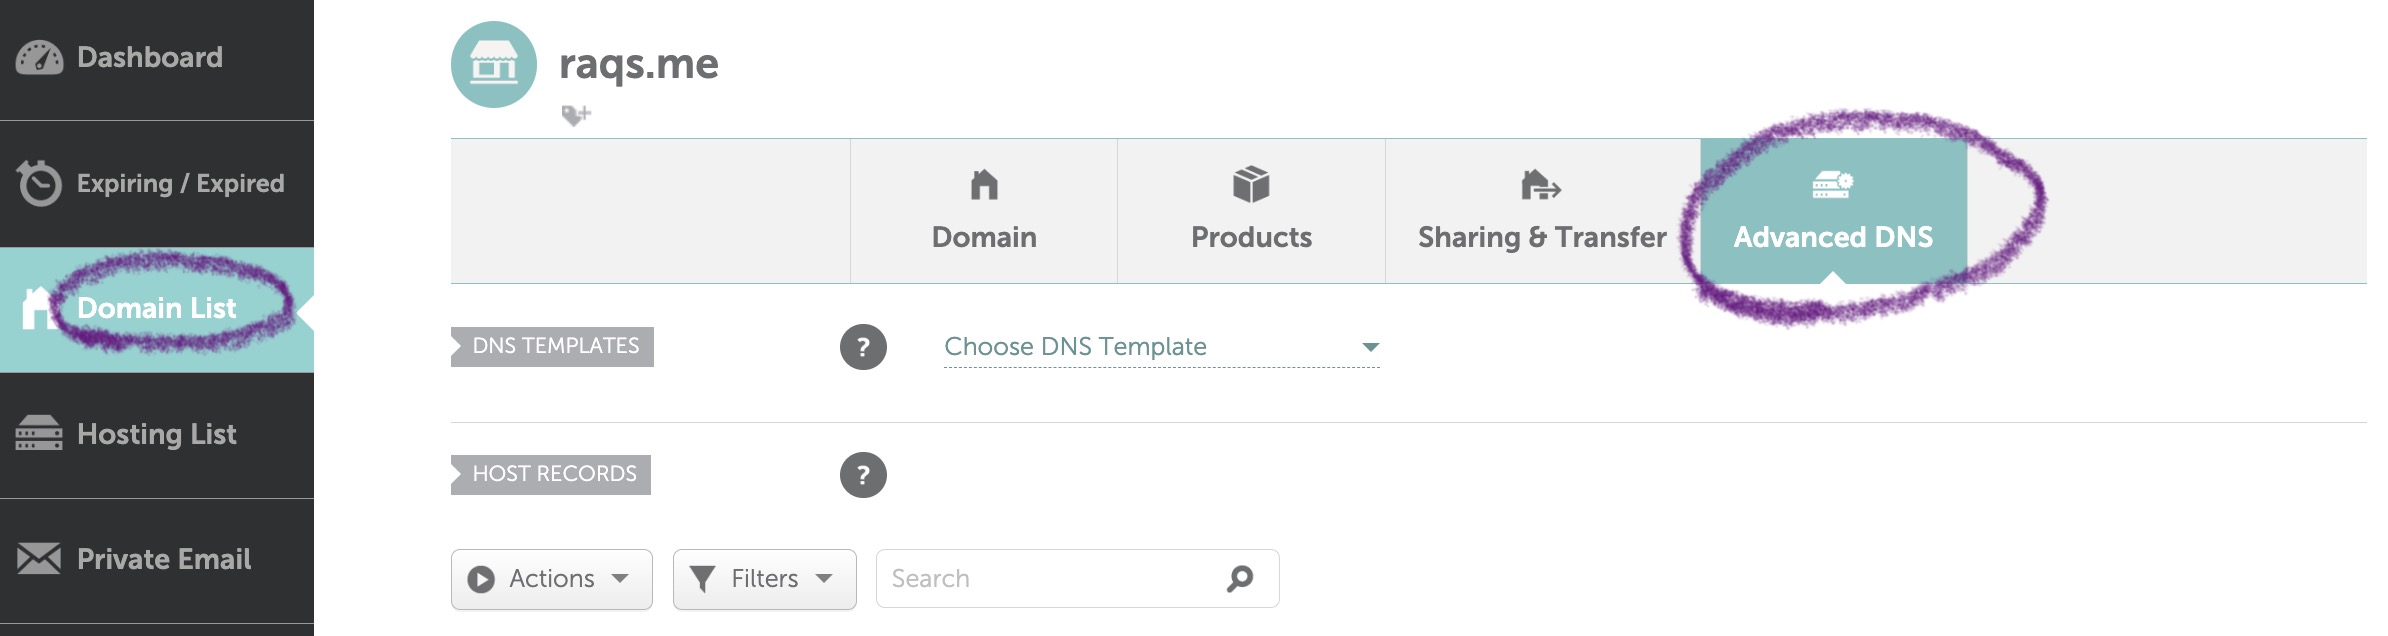 Dashboard
Expiring / Expired
Domain List
Hosting List
Private Email
raqs.me
Domain
Products
Sharing & Transfer
Advanced DNS
DNS TEMPLATES
?
Choose DNS Template
HOST RECORDS
?
Actions
Filters
Search